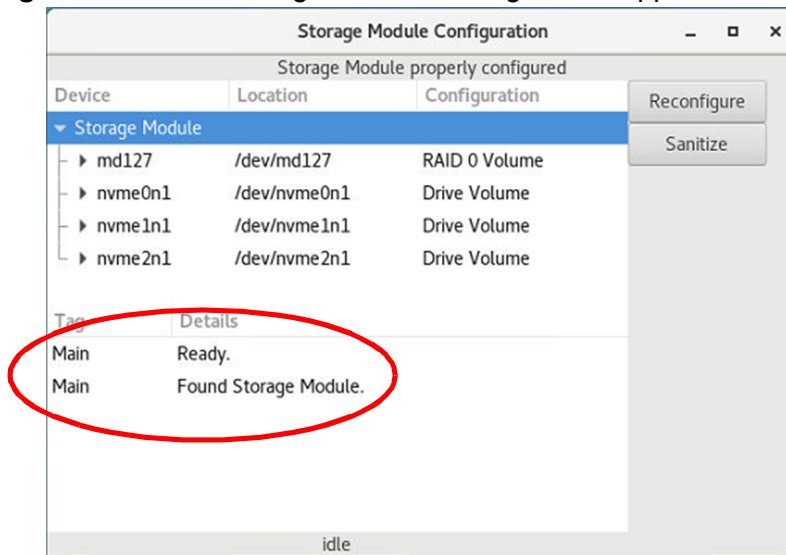 Storage Module Configuration
Storage Module properly configured
Device Location Configuration
Reconfigure
Storage Module
Sanitize
md127 /dev/md127 RAID 0 Volume
nvme0n1 /dev/nvme0n1 Drive Volume
nvme1n1 /dev/nvme1n1 Drive Volume
nvme2n1 /dev/nvme2n1 Drive Volume
Tag Details
Main Ready.
Main Found Storage Module.
idle